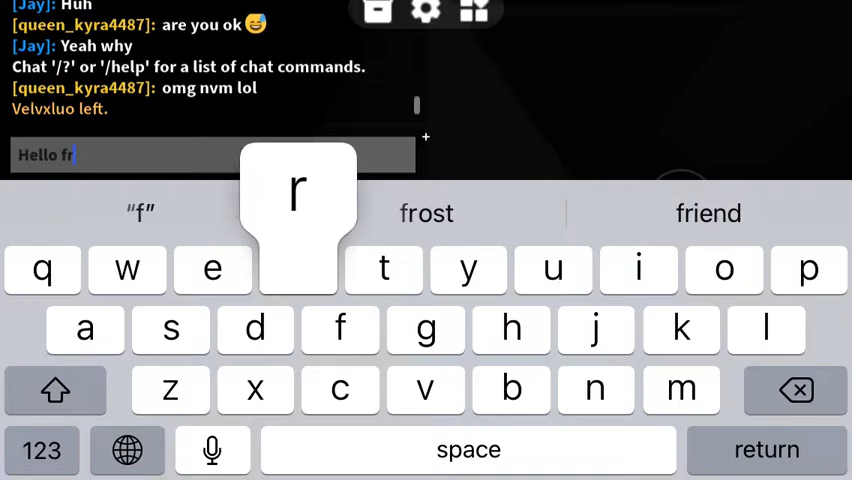 [Jay]: Huh
[queen_kyra4487]: are you ok 😅
[Jay]: Yeah why
Chat '/?' or '/help' for a list of chat commands.
[queen_kyra4487]: omg nvm lol
Velvxluo left.
Hello fr
r
“f” frost friend
q w e t y u i o p
a s d f g h j k l
z x c v b n m
123 space return